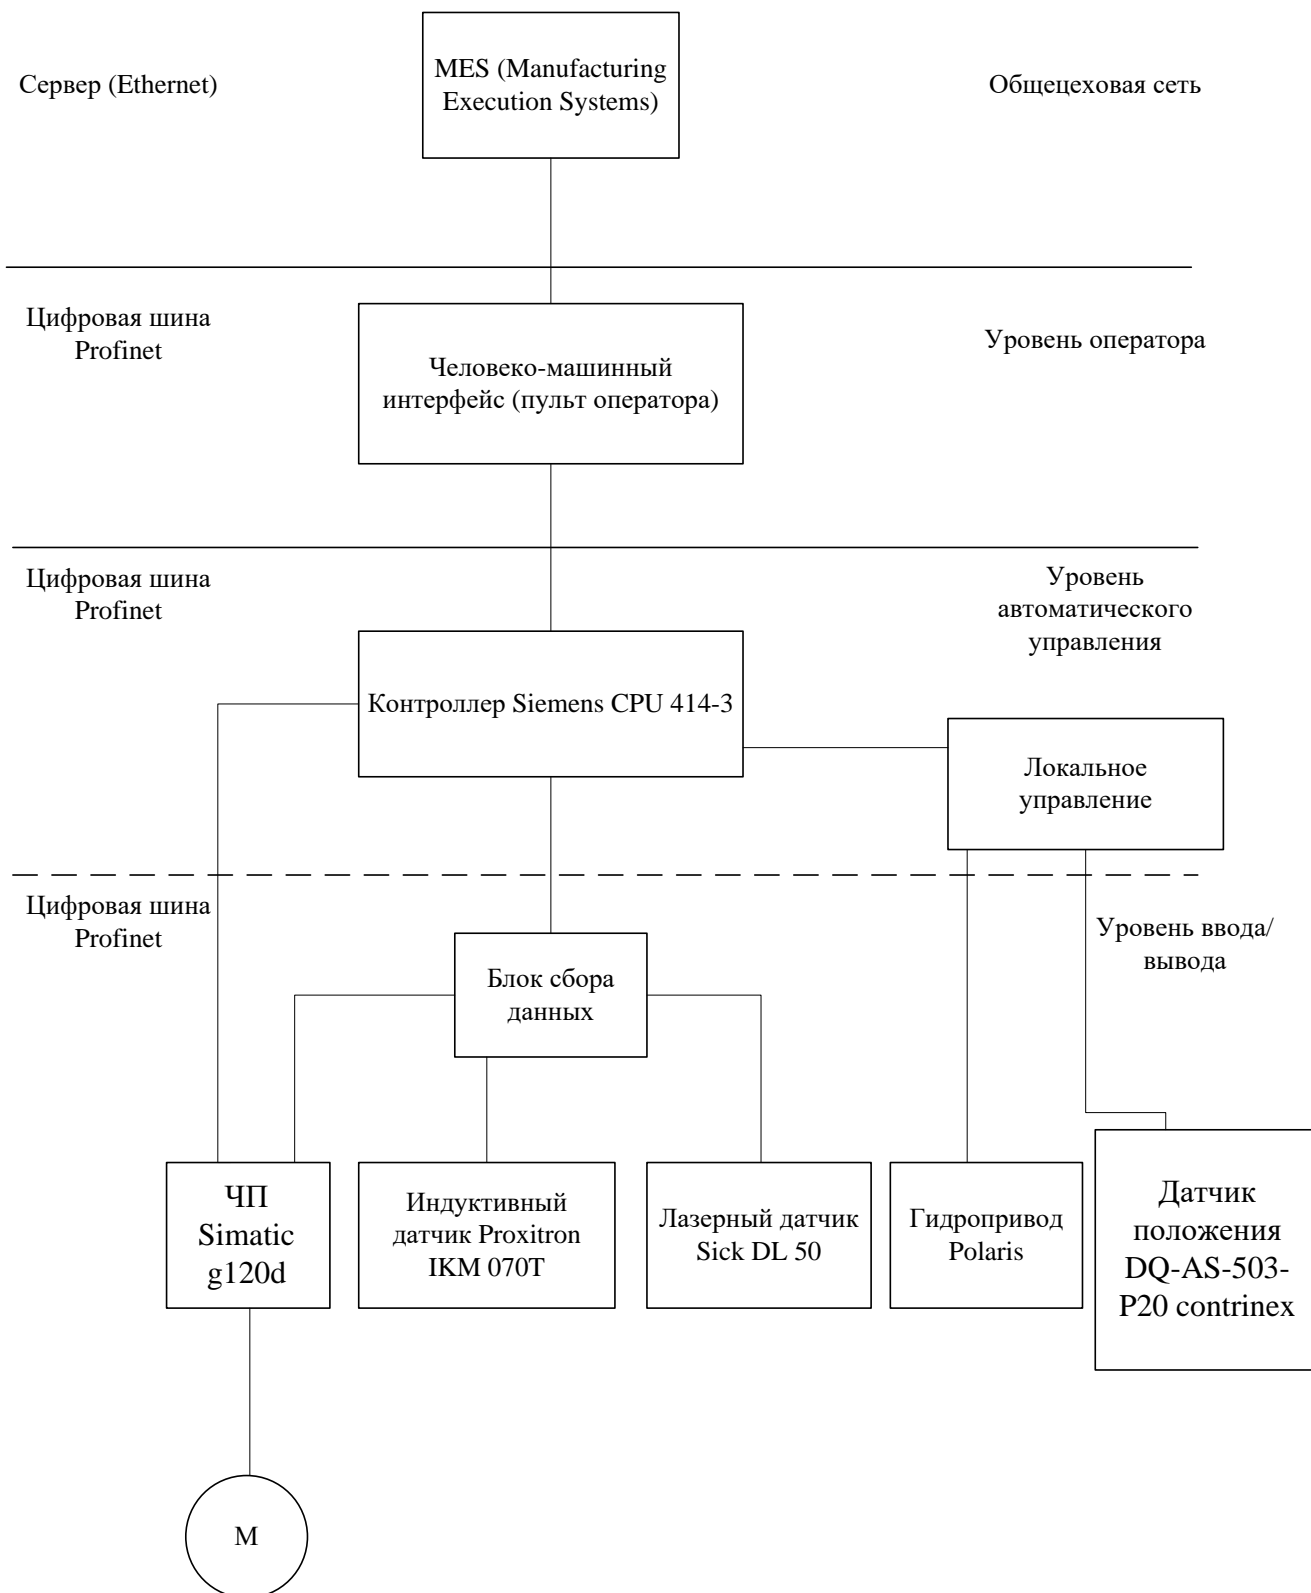 Сервер (Ethernet)
MES (Manufacturing
Execution Systems)
Общецеховая сеть
Цифровая шина
Profinet
Человеко-машинный
интерфейс (пульт оператора)
Уровень оператора
Цифровая шина
Profinet
Уровень
автоматического
управления
Контроллер Siemens CPU 414-3
Локальное
управление
Цифровая шина
Profinet
Уровень ввода/
вывода
Блок сбора
данных
ЧП
Simatic
g120d
Индуктивный
датчик Proxitron
IKM 070T
Лазерный датчик
Sick DL 50
Гидропривод
Polaris
Датчик
положения
DQ-AS-503-
P20 contrinex
М